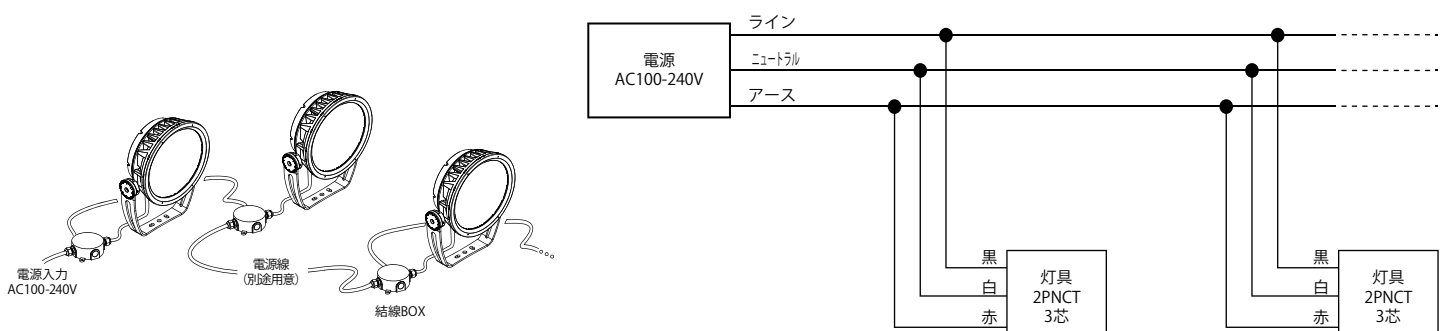 電源入力
AC100-240V
電源線
(別途用意)
結線BOX
電源
AC100-240V
ライン
ﾆｭｰﾄﾗﾙ
アース
黒
白
赤
灯具
2PNCT
3芯
黒
白
赤
灯具
2PNCT
3芯